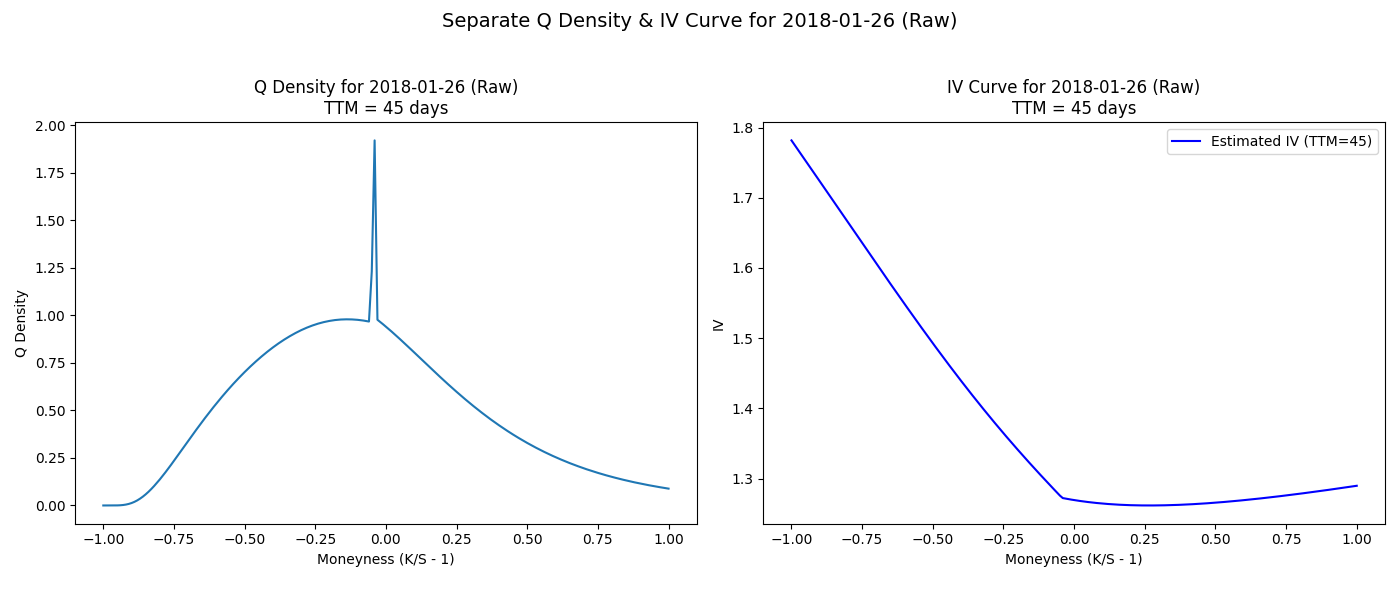 Separate Q Density & IV Curve for 2018-01-26 (Raw)
Q Density for 2018-01-26 (Raw)
TTM = 45 days
2.00
1.75
1.50
1.25
1.00
0.75
0.50
0.25
0.00
Q Density
−1.00 −0.75 −0.50 −0.25 0.00 0.25 0.50 0.75 1.00
Moneyness (K/S - 1)
IV Curve for 2018-01-26 (Raw)
TTM = 45 days
Estimated IV (TTM=45)
1.8
1.7
1.6
1.5
1.4
1.3
IV
−1.00 −0.75 −0.50 −0.25 0.00 0.25 0.50 0.75 1.00
Moneyness (K/S - 1)